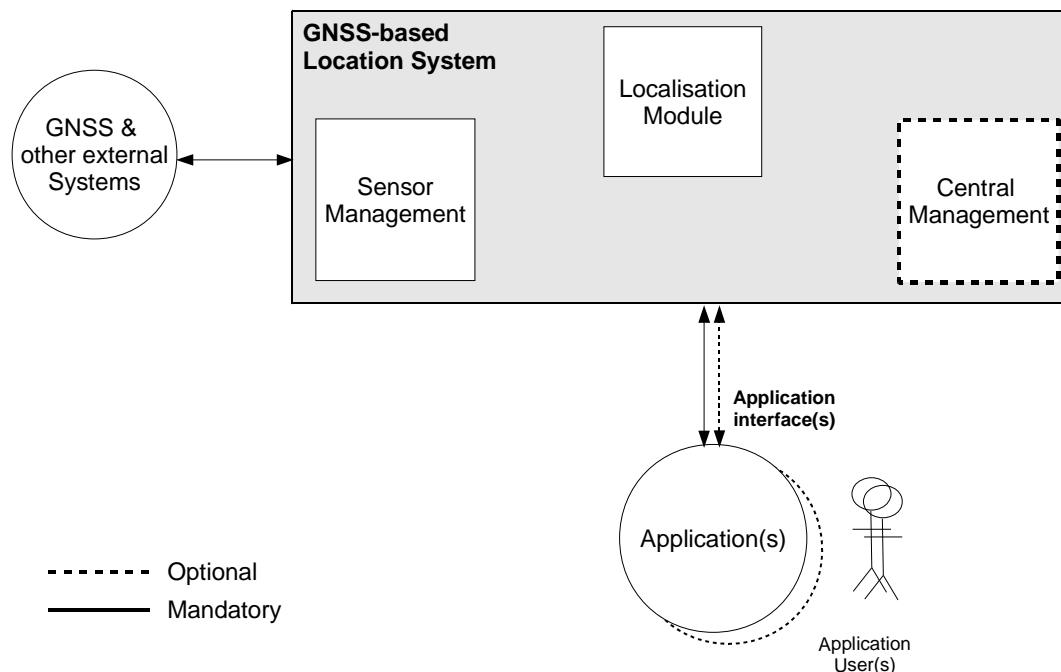 GNSS-based
Location System
Localisation
Module
GNSS &
other external
Systems
Sensor
Management
Central
Management
Application
interface(s)
Application(s)
Optional
Mandatory
Application
User(s)